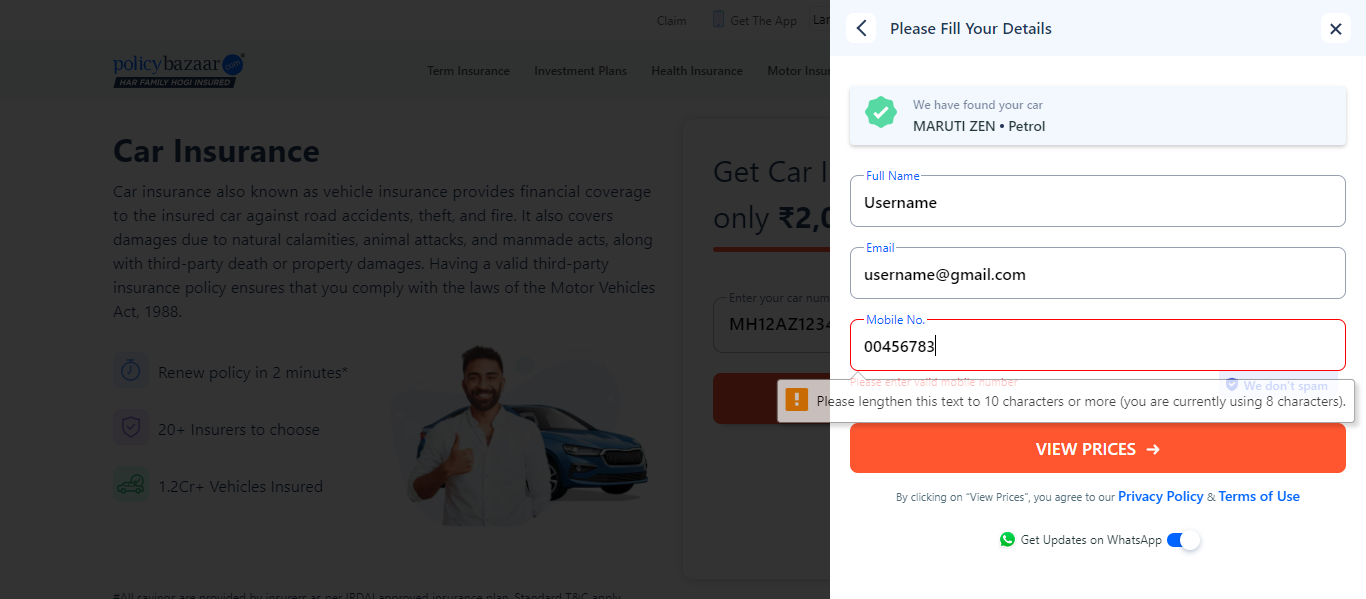 Claim
Get The App
policybazaar.com
HAR FAMILY HOGI INSURED
Term Insurance
Investment Plans
Health Insurance
Car Insurance
Car insurance also known as vehicle insurance provides financial coverage
to the insured car against road accidents, theft, and fire. It also covers
damages due to natural calamities, animal attacks, and manmade acts, along
with third-party death or property damages. Having a valid third-party
insurance policy ensures that you comply with the laws of the Motor Vehicles
Act, 1988.
Renew policy in 2 minutes*
20+ Insurers to choose
1.2Cr+ Vehicles Insured
#All savings are provided by insurers as per IRDAI approved insurance plan. Standard T&C apply
Get Car
only ₹2,0
Enter your car num
MH12AZ1234
Please Fill Your Details
We have found your car
MARUTI ZEN • Petrol
Full Name
Username
Email
username@gmail.com
Mobile No.
00456783
Please enter valid mobile number
We don't spam
! Please lengthen this text to 10 characters or more (you are currently using 8 characters).
VIEW PRICES →
By clicking on "View Prices", you agree to our Privacy Policy & Terms of Use
Get Updates on WhatsApp